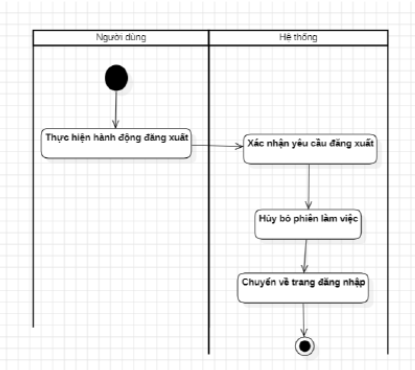 Người dùng
Hệ thống
Thực hiện hành động đăng xuất
Xác nhận yêu cầu đăng xuất
Hủy bỏ phiên làm việc
Chuyển về trang đăng nhập